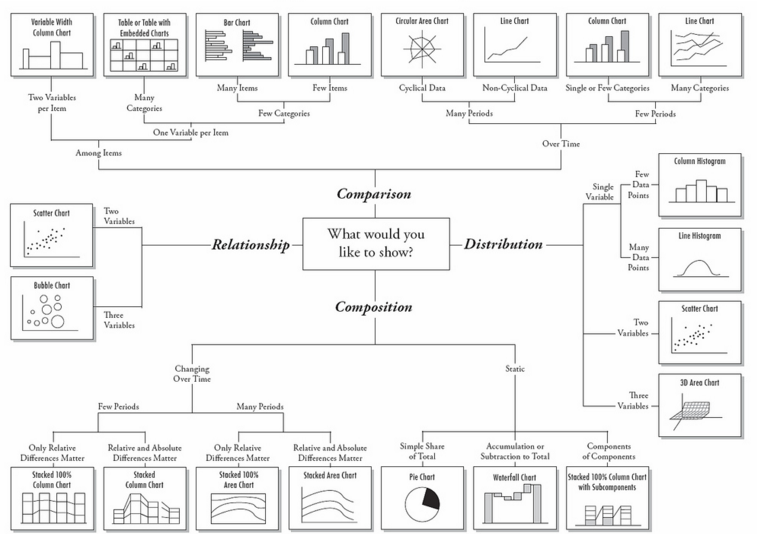 Variable Width
Column Chart
Table or Table with
Embedded Charts
Bar Chart
Column Chart
Circular Area Chart
Line Chart
Column Chart
Line Chart
Two Variables
per Item
Many
Categories
Many Items
Few Items
Cyclical Data
Non-Cyclical Data
Single or Few Categories
Many Categories
Few Categories
Many Periods
Few Periods
One Variable per Item
Among Items
Over Time
Comparison
What would you
like to show?
Relationship
Two
Variables
Scatter Chart
Three
Variables
Bubble Chart
Distribution
Single
Variable
Few
Data
Points
Column Histogram
Many
Data
Points
Line Histogram
Two
Variables
Scatter Chart
Three
Variables
3D Area Chart
Composition
Changing
Over Time
Static
Few Periods
Many Periods
Only Relative
Differences Matter
Relative and Absolute
Differences Matter
Only Relative
Differences Matter
Relative and Absolute
Differences Matter
Simple Share
of Total
Accumulation or
Subtraction to Total
Components
of Components
Stacked 100%
Column Chart
Stacked
Column Chart
Stacked 100%
Area Chart
Stacked Area Chart
Pie Chart
Waterfall Chart
Stacked 100% Column Chart
with Subcomponents